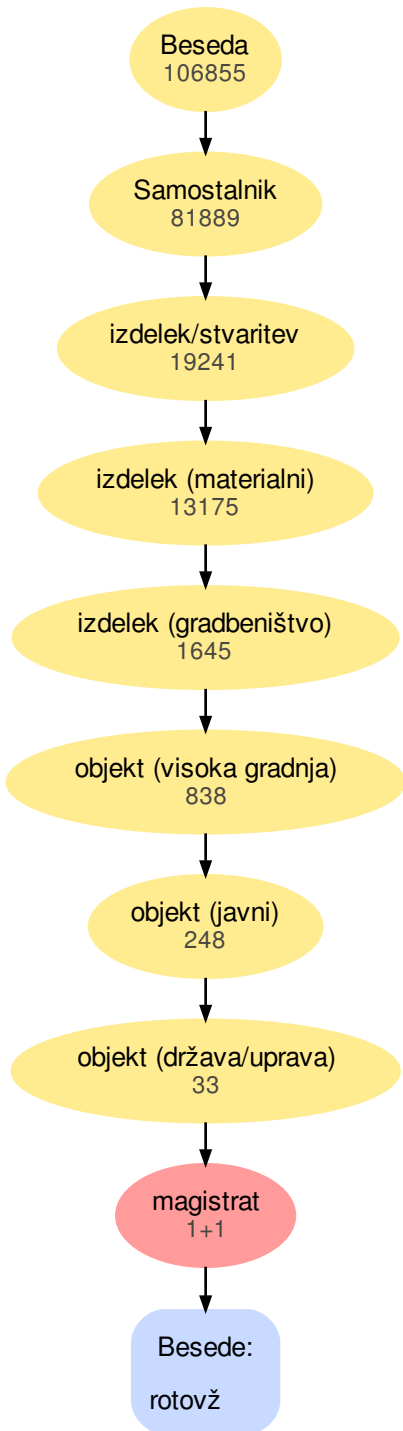 Beseda
106855
Samostalnik
81889
izdelek/stvaritev
19241
izdelek (materialni)
13175
izdelek (gradbeništvo)
1645
objekt (visoka gradnja)
838
objekt (javni)
248
objekt (država/uprava)
33
magistrat
1+1
Besede:
rotovž